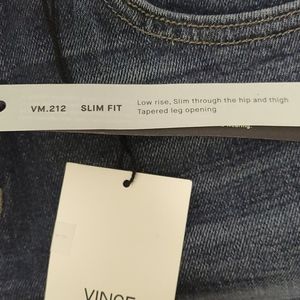 VM.212 SLIM FIT Low rise, Slim through the hip and thigh
Tapered leg opening
VINCE